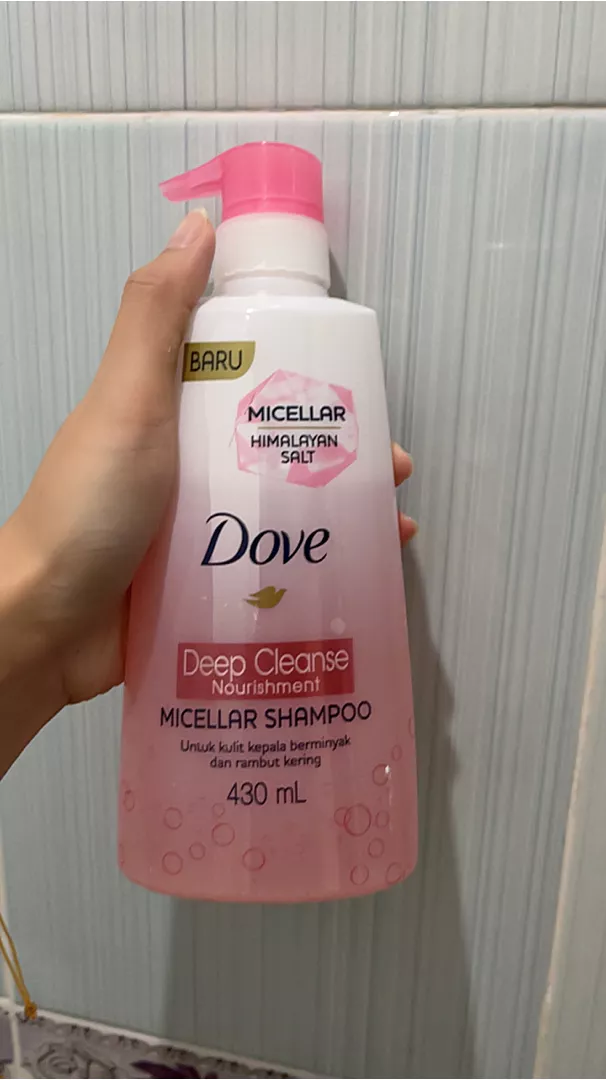 BARU
MICELLAR
HIMALAYAN
SALT
Dove
Deep Cleanse
Nourishment
MICELLAR SHAMPOO
Untuk kulit kepala berminyak
dan rambut kering
430 mL